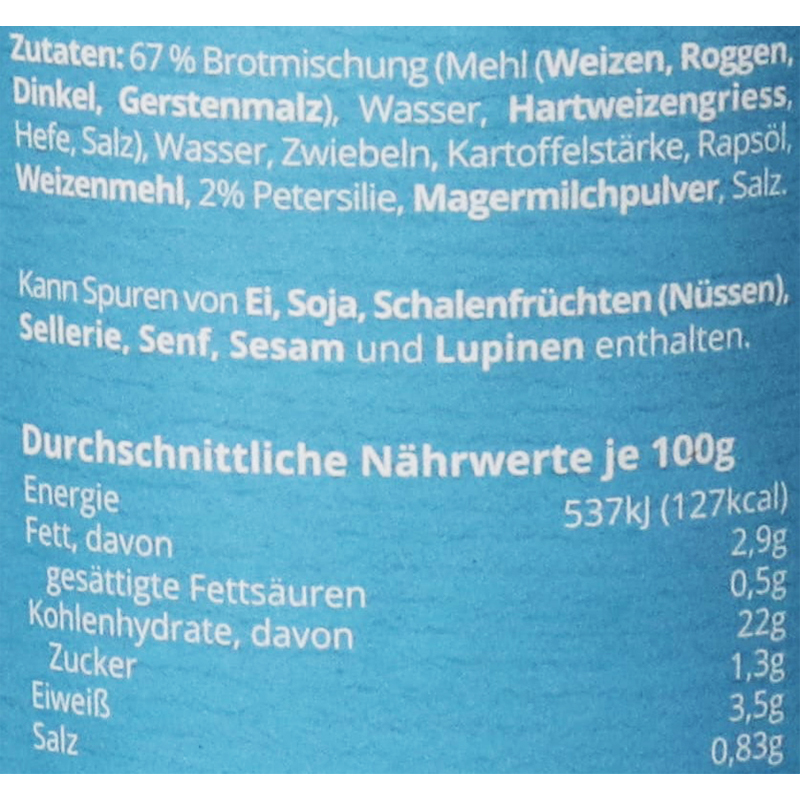 Zutaten: 67 % Brotmischung (Mehl (Weizen, Roggen,
Dinkel, Gerstenmalz), Wasser, Hartweizengriess,
Hefe, Salz), Wasser, Zwiebeln, Kartoffelstärke, Rapsöl,
Weizenmehl, 2% Petersilie, Magermilchpulver, Salz.
Kann Spuren von Ei, Soja, Schalenfrüchten (Nüssen),
Sellerie, Senf, Sesam und Lupinen enthalten.
Durchschnittliche Nährwerte je 100g
Energie 537kJ (127kcal)
Fett, davon 2,9g
gesättigte Fettsäuren 0,5g
Kohlenhydrate, davon 22g
Zucker 1,3g
Eiweiß 3,5g
Salz 0,83g